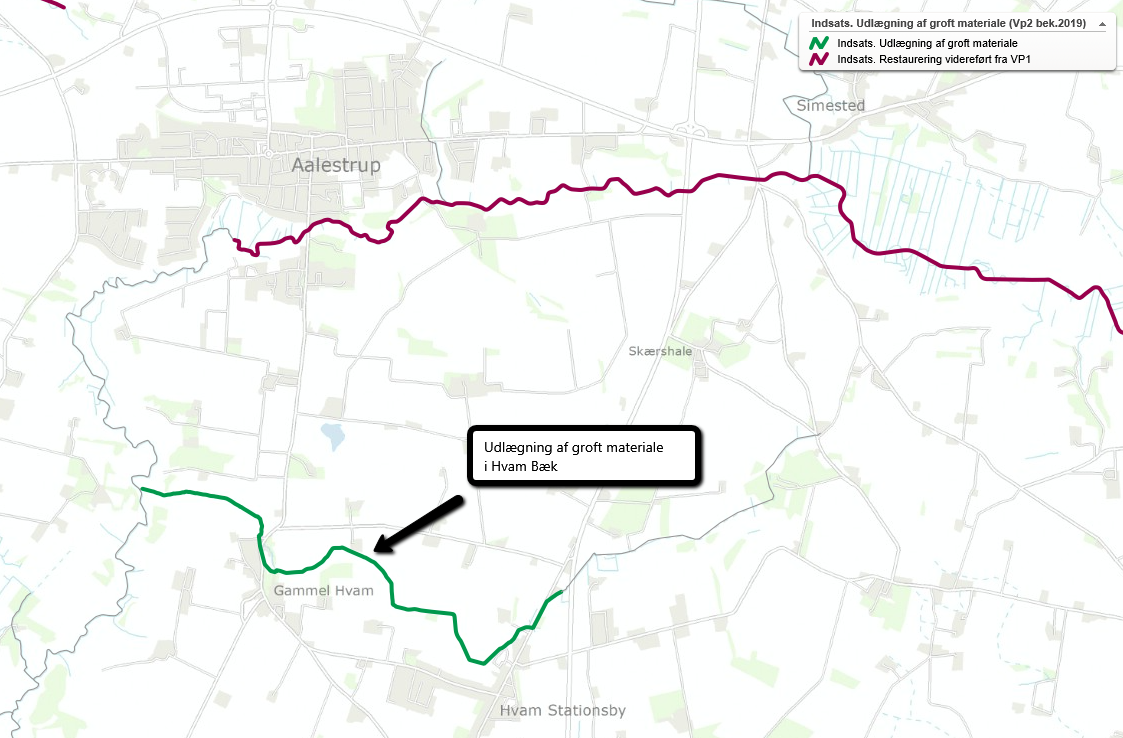 Indsats. Udlægning af groft materiale (Vp2 bek.2019)
Indsats. Udlægning af groft materiale
Indsats. Restaurering videreført fra VP1
Simested
Aalestrup
Skærshale
Udlægning af groft materiale
i Hvam Bæk
Gammel Hvam
Hvam Stationsby